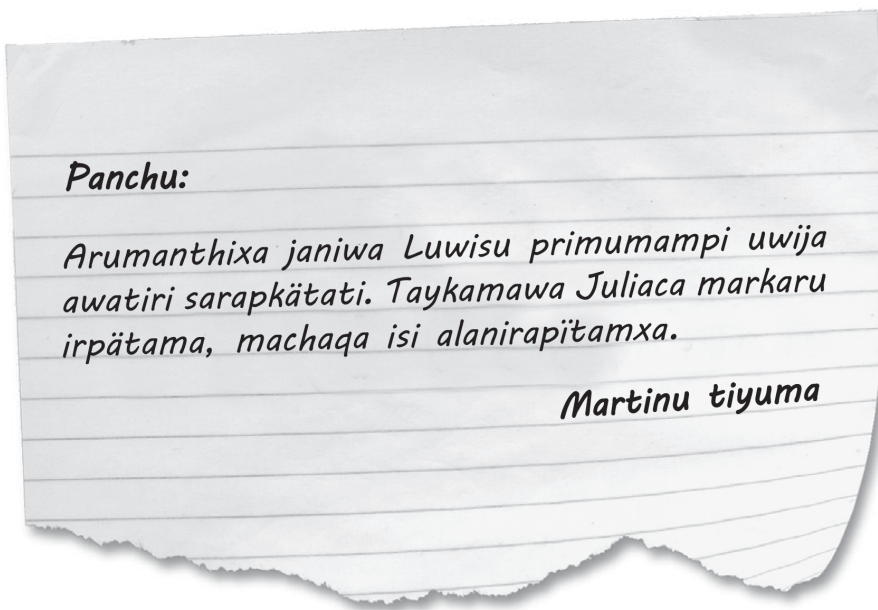 Panchu:
Arumanthixa janiwa Luwisu primumampi uwija
awatiri sarapkätati. Taykamawa Juliaca markaru
irpätama, machaqa isi alanirapïtamxa.
Martinu tiyuma